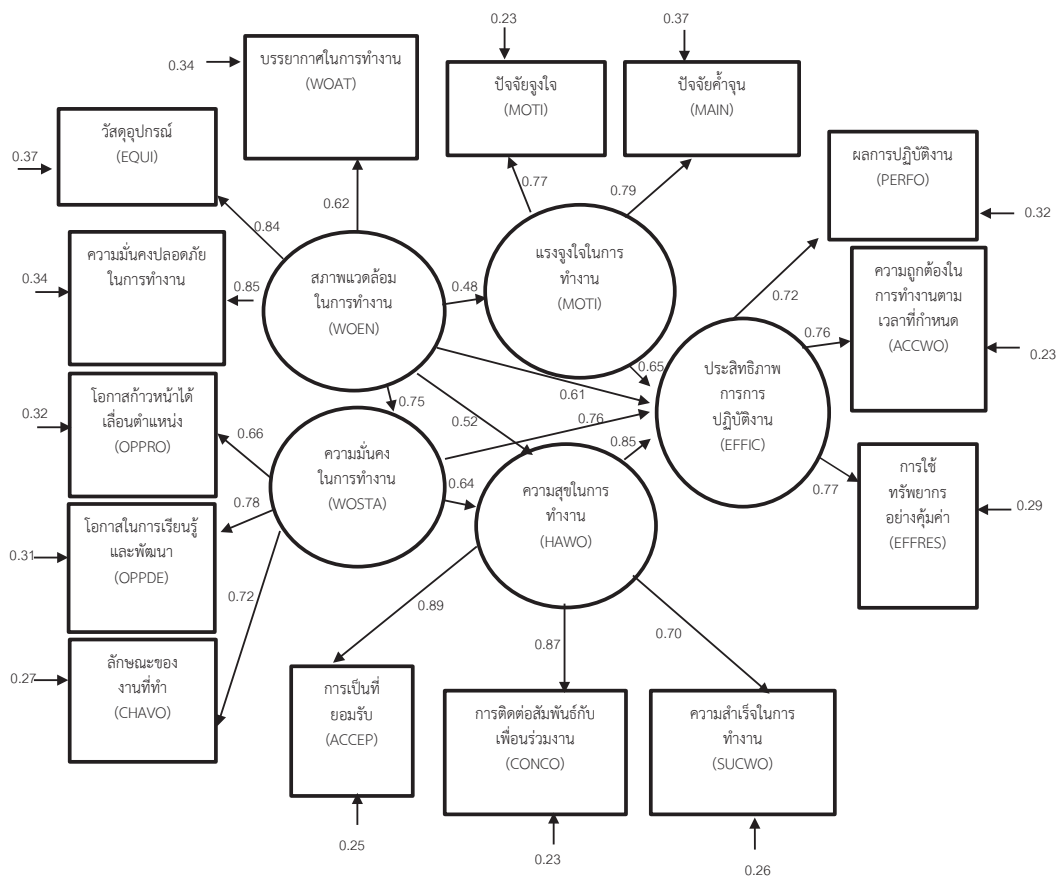 0.23
0.37
0.34
บรรยากาศในการทำงาน
(WOAT)
ปัจจัยจูงใจ
(MOTI)
ปัจจัยค้ำจุน
(MAIN)
0.37
วัสดุอุปกรณ์
(EQUI)
ผลการปฏิบัติงาน
(PERFO)
0.32
0.62
0.77
0.79
0.84
0.34
ความมั่นคงปลอดภัย
ในการทำงาน
0.85
สภาพแวดล้อม
ในการทำงาน
(WOEN)
0.48
แรงจูงใจในการ
ทำงาน
(MOTI)
0.72
ความถูกต้องใน
การทำงานตาม
เวลาที่กำหนด
(ACCWO)
0.76
0.23
0.65
0.61
ประสิทธิภาพ
การการ
ปฏิบัติงาน
(EFFIC)
0.32
โอกาสก้าวหน้าได้
เลื่อนตำแหน่ง
(OPPRO)
0.66
0.75
0.52
0.76
0.85
ความมั่นคง
ในการทำงาน
(WOSTA)
0.64
ความสุขในการ
ทำงาน
(HAWO)
0.77
การใช้
ทรัพยากร
อย่างคุ้มค่า
(EFFRES)
0.29
0.78
0.31
โอกาสในการเรียนรู้
และพัฒนา
(OPPDE)
0.72
0.89
0.87
0.70
0.27
ลักษณะของ
งานที่ทำ
(CHAVO)
การเป็นที่
ยอมรับ
(ACCEP)
การติดต่อสัมพันธ์กับ
เพื่อนร่วมงาน
(CONCO)
ความสำเร็จในการ
ทำงาน
(SUCWO)
0.25
0.23
0.26